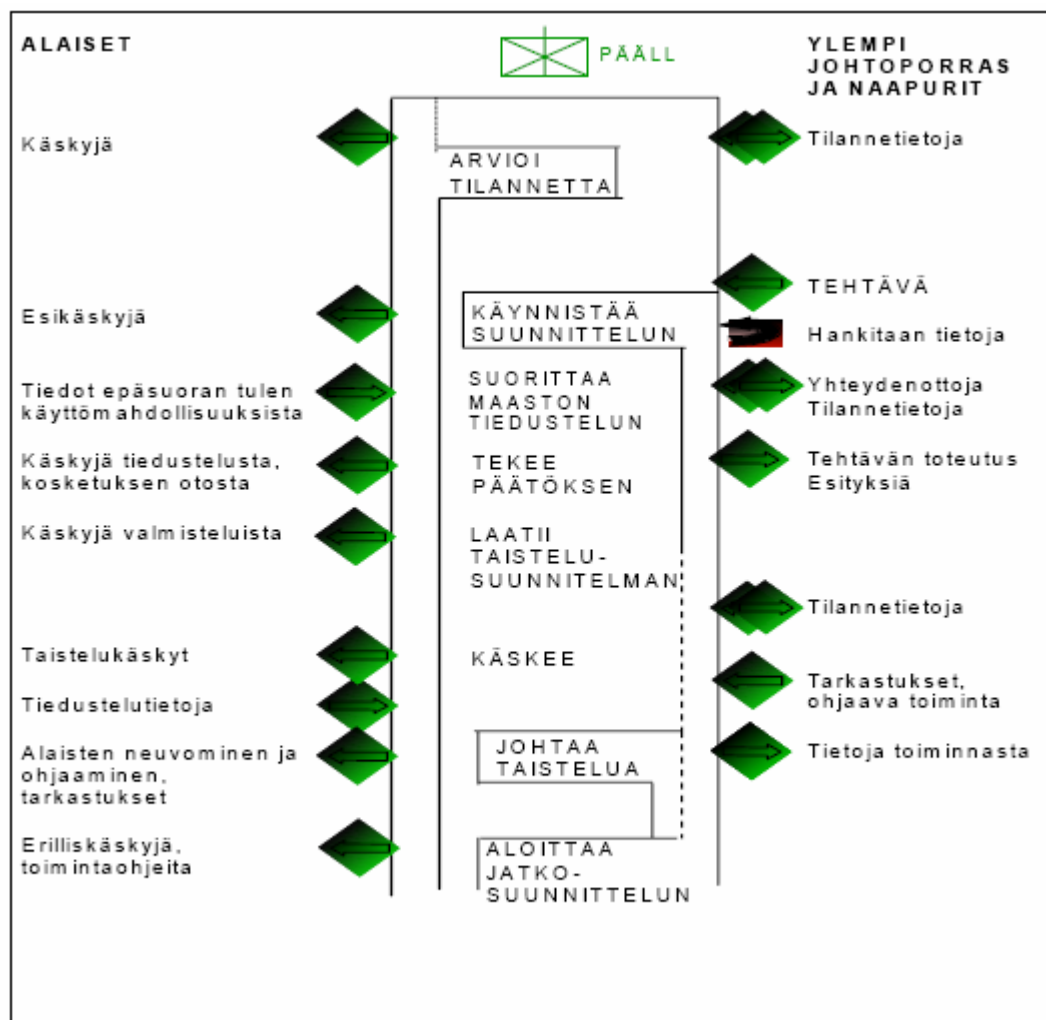 ALAISET
Käskyjä
Esikäskyjä
Tiedot epäsuoran tulen
käyttömahdollisuuksista
Käskyjä tiedustelusta,
kosketuksen otosta
Käskyjä valmisteluista
Taistelukäskyt
Tiedustelutietoja
Alaisten neuvominen ja
ohjaaminen,
tarkastukset
Erilliskäskyjä,
toimintaohjeita
PÄÄLL
ARVIOI
TILANNETTA
KÄYNNISTÄÄ
SUUNNITTELUN
SUORITTAA
MAASTON
TIEDUSTELUN
TEKEE
PÄÄTÖKSEN
LAATII
TAISTELU-
SUUNNITELMAN
KÄSKEE
JOHTAA
TAISTELUA
ALOITTAA
JATKO-
SUUNNITTELUN
YLEMPI
JOHTOPORRAS
JA NAAPURIT
Tilannetietoja
TEHTÄVÄ
Hankitaan tietoja
Yhteydenottoja
Tilannetietoja
Tehtävän toteutus
Esityksiä
Tilannetietoja
Tarkastukset,
ohjaava toiminta
Tietoja toiminnasta